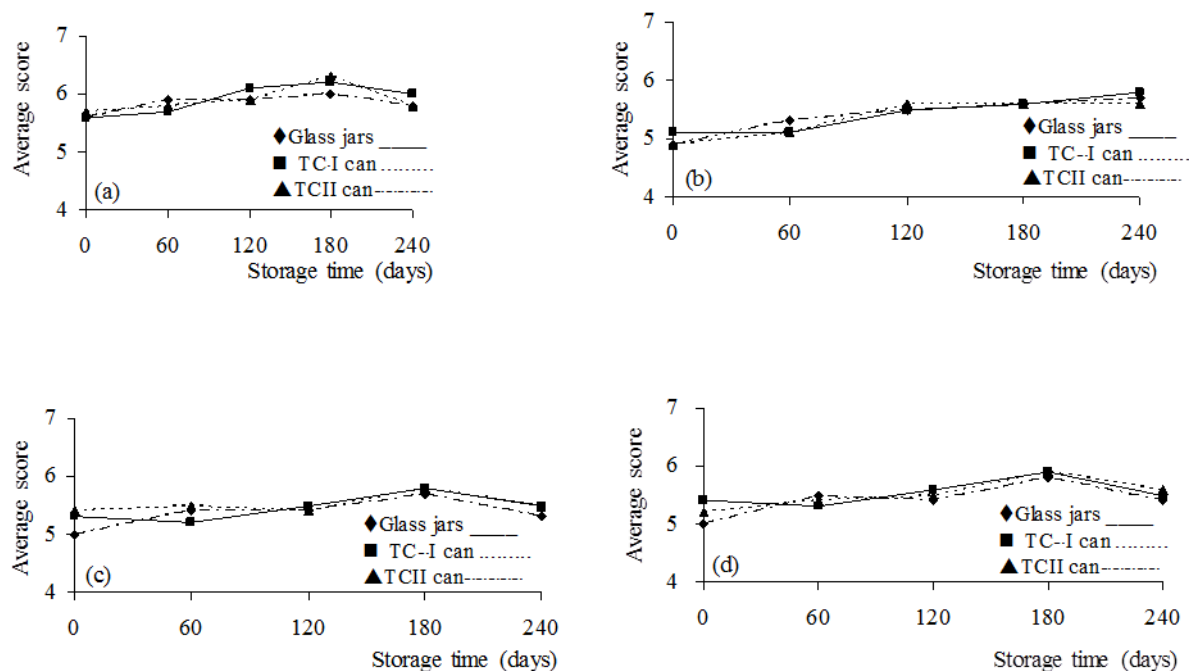 Average score
7
6
5
4
(a)
Glass jars
TC-I can
TCII can
0 60 120 180 240
Storage time (days)
Average score
7
6
5
4
(b)
Glass jars
TC--I can
TCII can
0 60 120 180 240
Storage time (days)
Average score
7
6
5
4
(c)
Glass jars
TC--I can
TCII can
0 60 120 180 240
Storage time (days)
Average score
7
6
5
4
(d)
Glass jars
TC--I can
TCII can
0 60 120 180 240
Storage time (days)